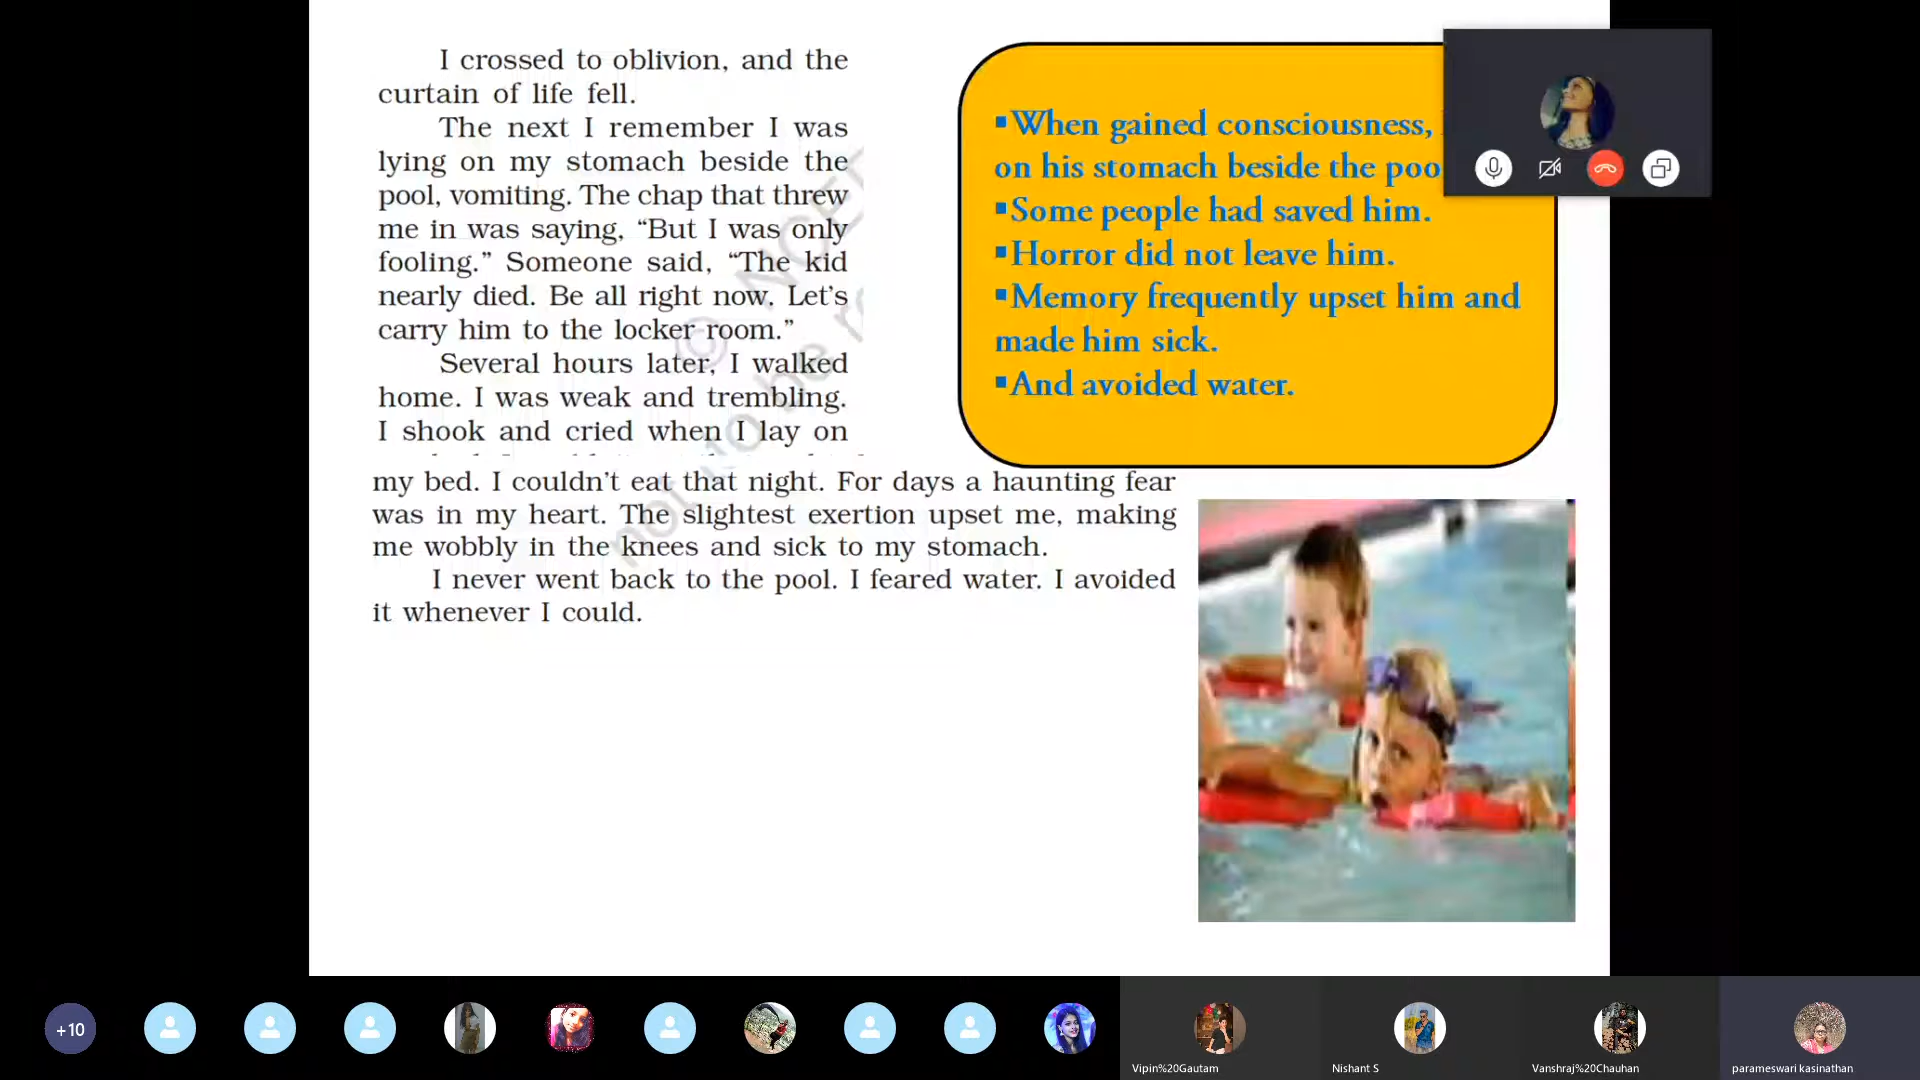 I crossed to oblivion, and the
curtain of life fell.
The next I remember I was
lying on my stomach beside the
pool, vomiting. The chap that threw
me in was saying, “But I was only
fooling.” Someone said, “The kid
nearly died. Be all right now. Let’s
carry him to the locker room.”
Several hours later, I walked
home. I was weak and trembling.
I shook and cried when I lay on
my bed. I couldn’t eat that night. For days a haunting fear
was in my heart. The slightest exertion upset me, making
me wobbly in the knees and sick to my stomach.
I never went back to the pool. I feared water. I avoided
it whenever I could.
▪When gained consciousness,
on his stomach beside the poo
▪Some people had saved him.
▪Horror did not leave him.
▪Memory frequently upset him and
made him sick.
▪And avoided water.
© NCE
not to be re
+10
Vipin%20Gautam
Nishant S
Vanshraj%20Chauhan
parameswari kasinathan